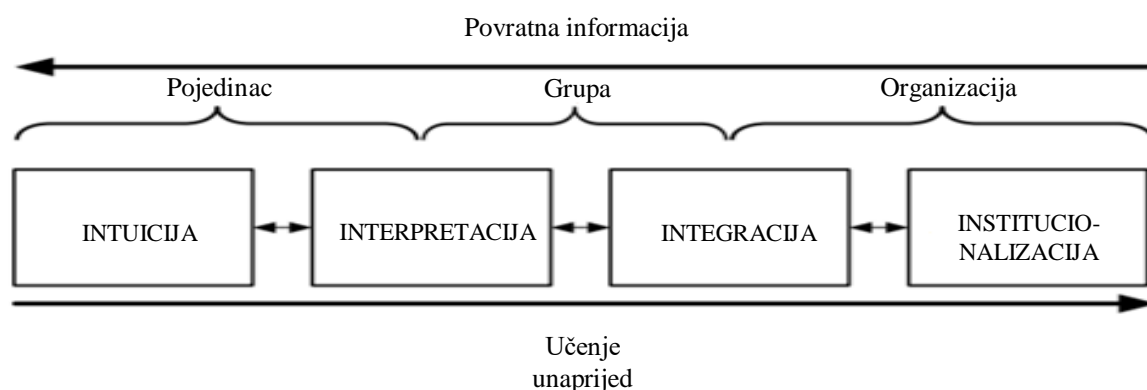 Povratna informacija
Pojedinac Grupa Organizacija
INTUICIJA INTERPRETACIJA INTEGRACIJA INSTITUCIO-
NALIZACIJA
Učenje
unaprijed